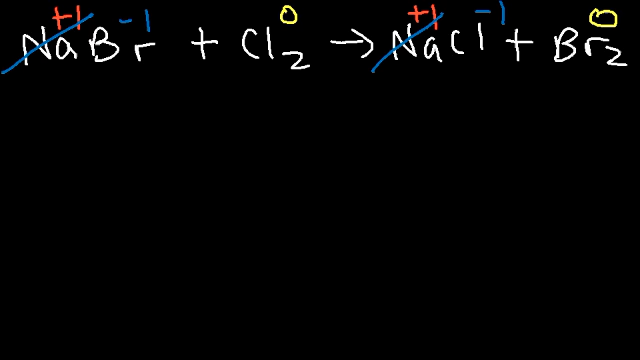 +1 -1 0 +1 -1 0
NaBr + Cl2 → NaCl + Br2